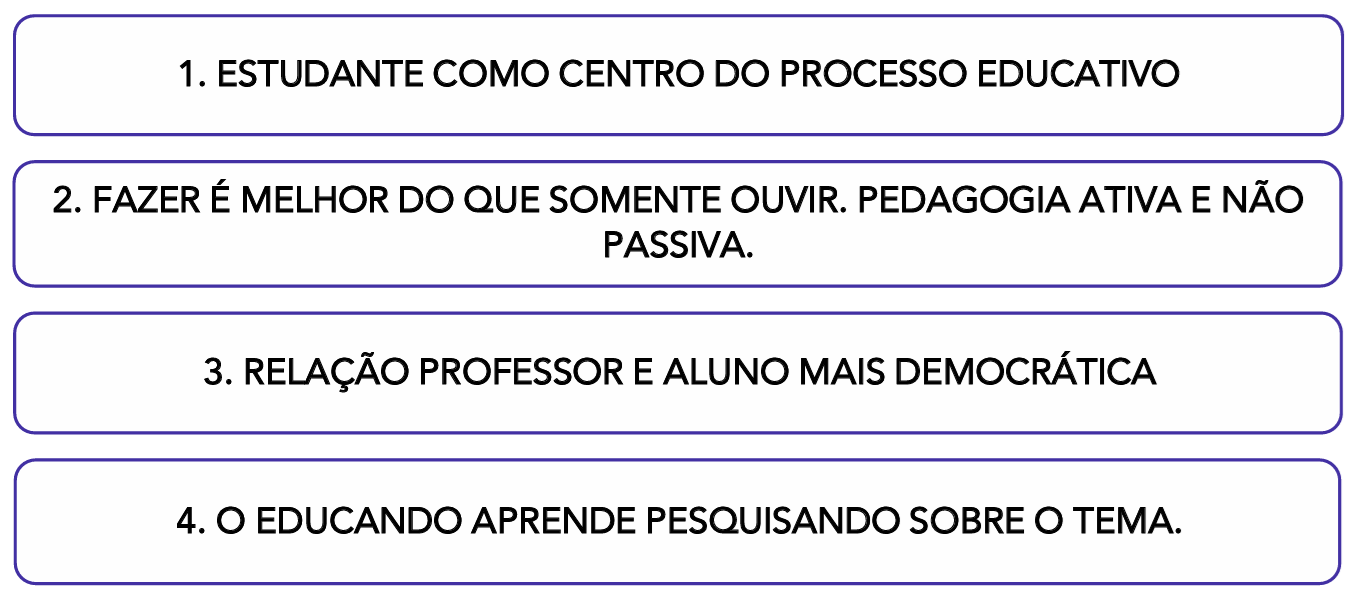 1. ESTUDANTE COMO CENTRO DO PROCESSO EDUCATIVO
2. FAZER É MELHOR DO QUE SOMENTE OUVIR. PEDAGOGIA ATIVA E NÃO
PASSIVA.
3. RELAÇÃO PROFESSOR E ALUNO MAIS DEMOCRÁTICA
4. O EDUCANDO APRENDE PESQUISANDO SOBRE O TEMA.